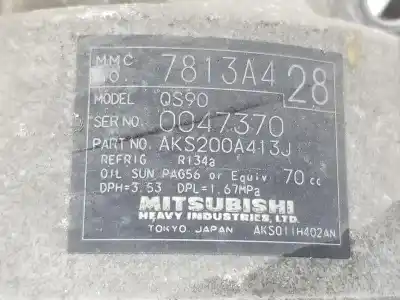 MMC NO. 7813A4 28
MODEL QS90
SER NO. 0047370
PART NO. AKS200A413J
REFRIG R134a
OIL SUN PAG56 or Equiv. 70 cc
DPH=3.53 DPL=1.67MPa
MITSUBISHI
HEAVY INDUSTRIES, LTD.
TOKYO, JAPAN AKS011H402AN